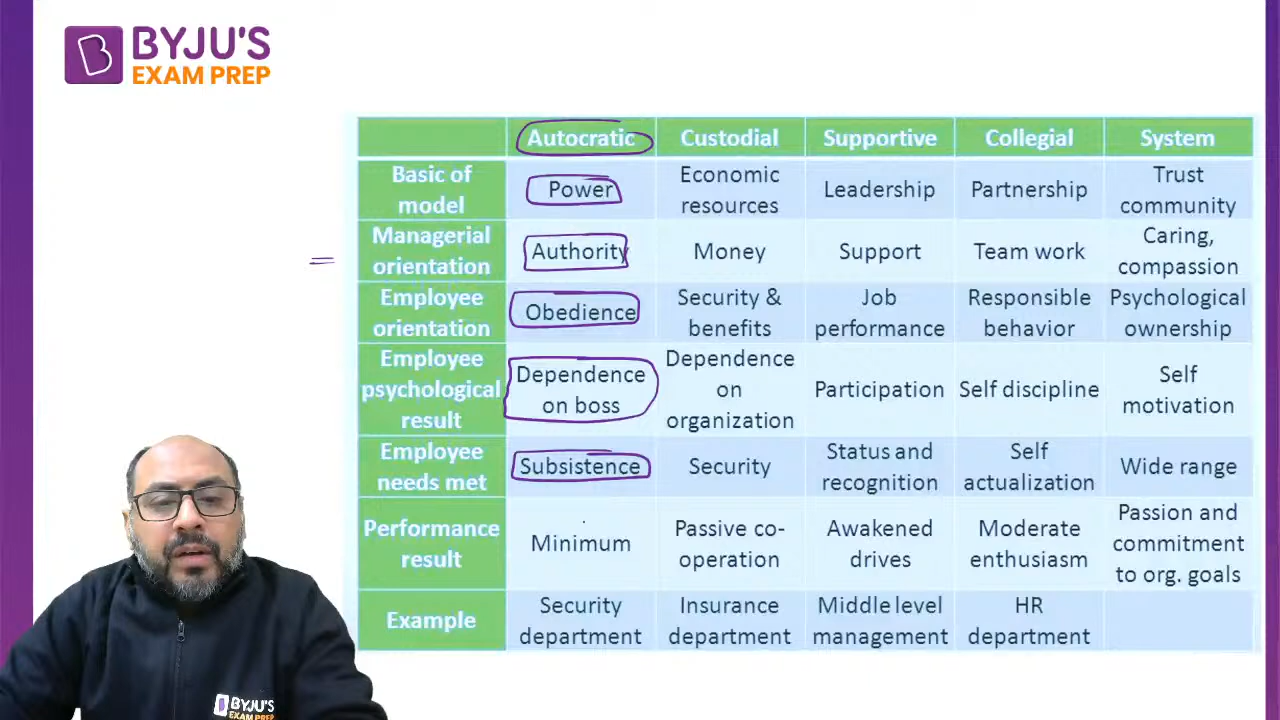 BYJU'S
EXAM PREP
Autocratic Custodial Supportive Collegial System
Basic of model Power Economic resources Leadership Partnership Trust community
Managerial orientation Authority Money Support Team work Caring, compassion
Employee orientation Obedience Security & benefits Job performance Responsible behavior Psychological ownership
Employee psychological result Dependence on boss Dependence on organization Participation Self discipline Self motivation
Employee needs met Subsistence Security Status and recognition Self actualization Wide range
Performance result Minimum Passive co-operation Awakened drives Moderate enthusiasm Passion and commitment to org. goals
Example Security department Insurance department Middle level management HR department
BYJU'S
EXAM PREP